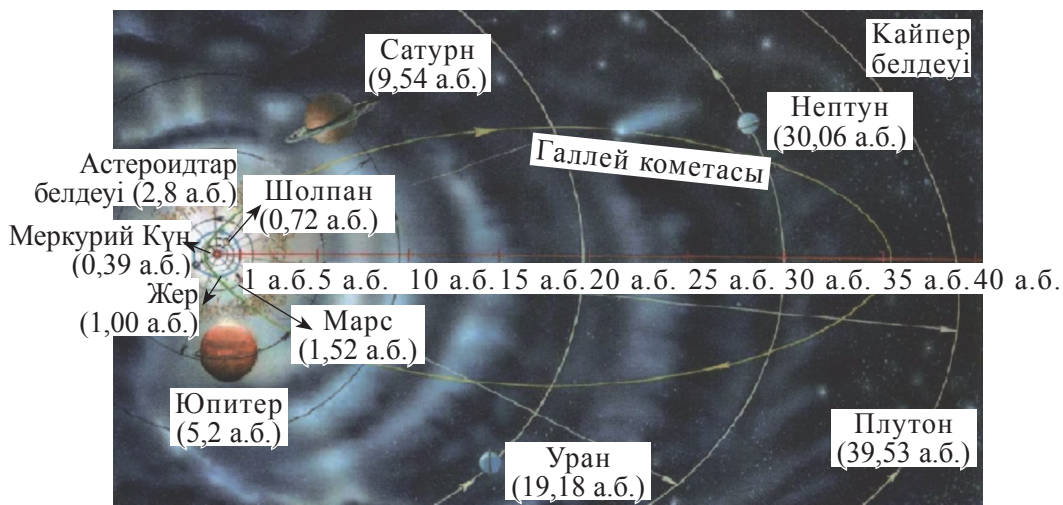 Сатурн
(9,54 а.б.)
Кайпер
белдеуі
Нептун
(30,06 а.б.)
Галлей кометасы
Астероидтар
белдеуі (2,8 а.б.)
Шолпан
(0,72 а.б.)
Меркурий Күн
(0,39 а.б.)
1 а.б. 5 а.б. 10 а.б. 15 а.б. 20 а.б. 25 а.б. 30 а.б. 35 а.б. 40 а.б.
Жер
(1,00 а.б.)
Марс
(1,52 а.б.)
Юпитер
(5,2 а.б.)
Уран
(19,18 а.б.)
Плутон
(39,53 а.б.)